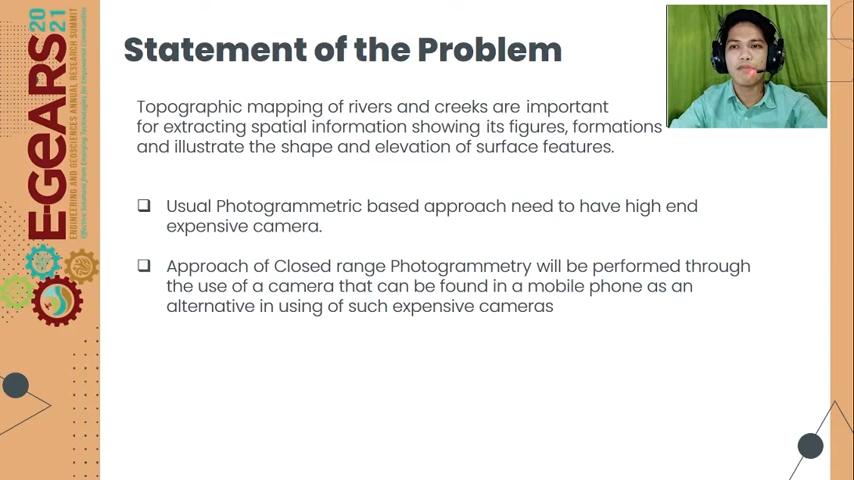 Statement of the Problem
Topographic mapping of rivers and creeks are important
for extracting spatial information showing its figures, formations
and illustrate the shape and elevation of surface features.
Usual Photogrammetric based approach need to have high end
expensive camera.
Approach of Closed range Photogrammetry will be performed through
the use of a camera that can be found in a mobile phone as an
alternative in using of such expensive cameras
E-GEARS
2021
ENGINEERING AND GEOSCIENCES ANNUAL RESEARCH SUMMIT